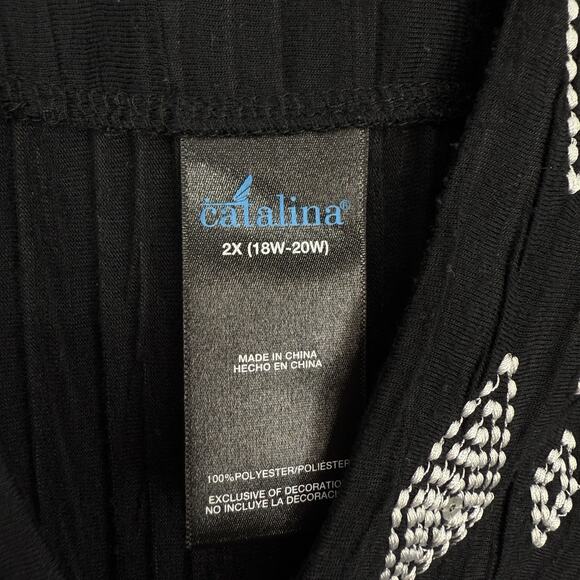 catalina®
2X (18W-20W)
MADE IN CHINA
HECHO EN CHINA
100%POLYESTER/POLIÉSTER
EXCLUSIVE OF DECORATIO
NO INCLUYE LA DECORACI